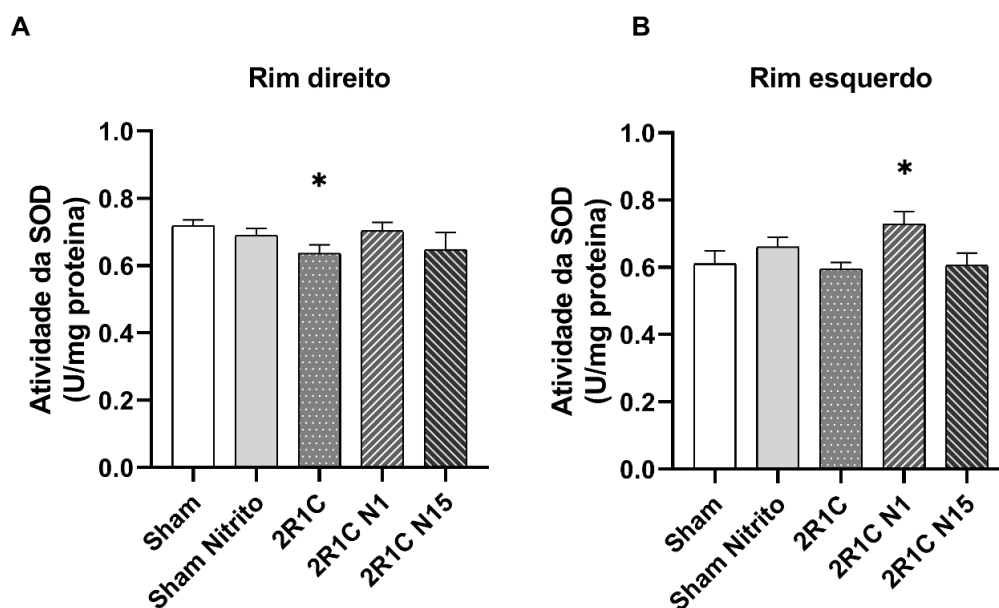 A
Rim direito
Atividade da SOD
(U/mg proteina)
1.0
0.8
0.6
0.4
0.2
0.0
*
Sham
Sham Nitrito
2R1C
2R1C N1
2R1C N15
B
Rim esquerdo
Atividade da SOD
(U/mg proteina)
1.0
0.8
0.6
0.4
0.2
0.0
*
Sham
Sham Nitrito
2R1C
2R1C N1
2R1C N15